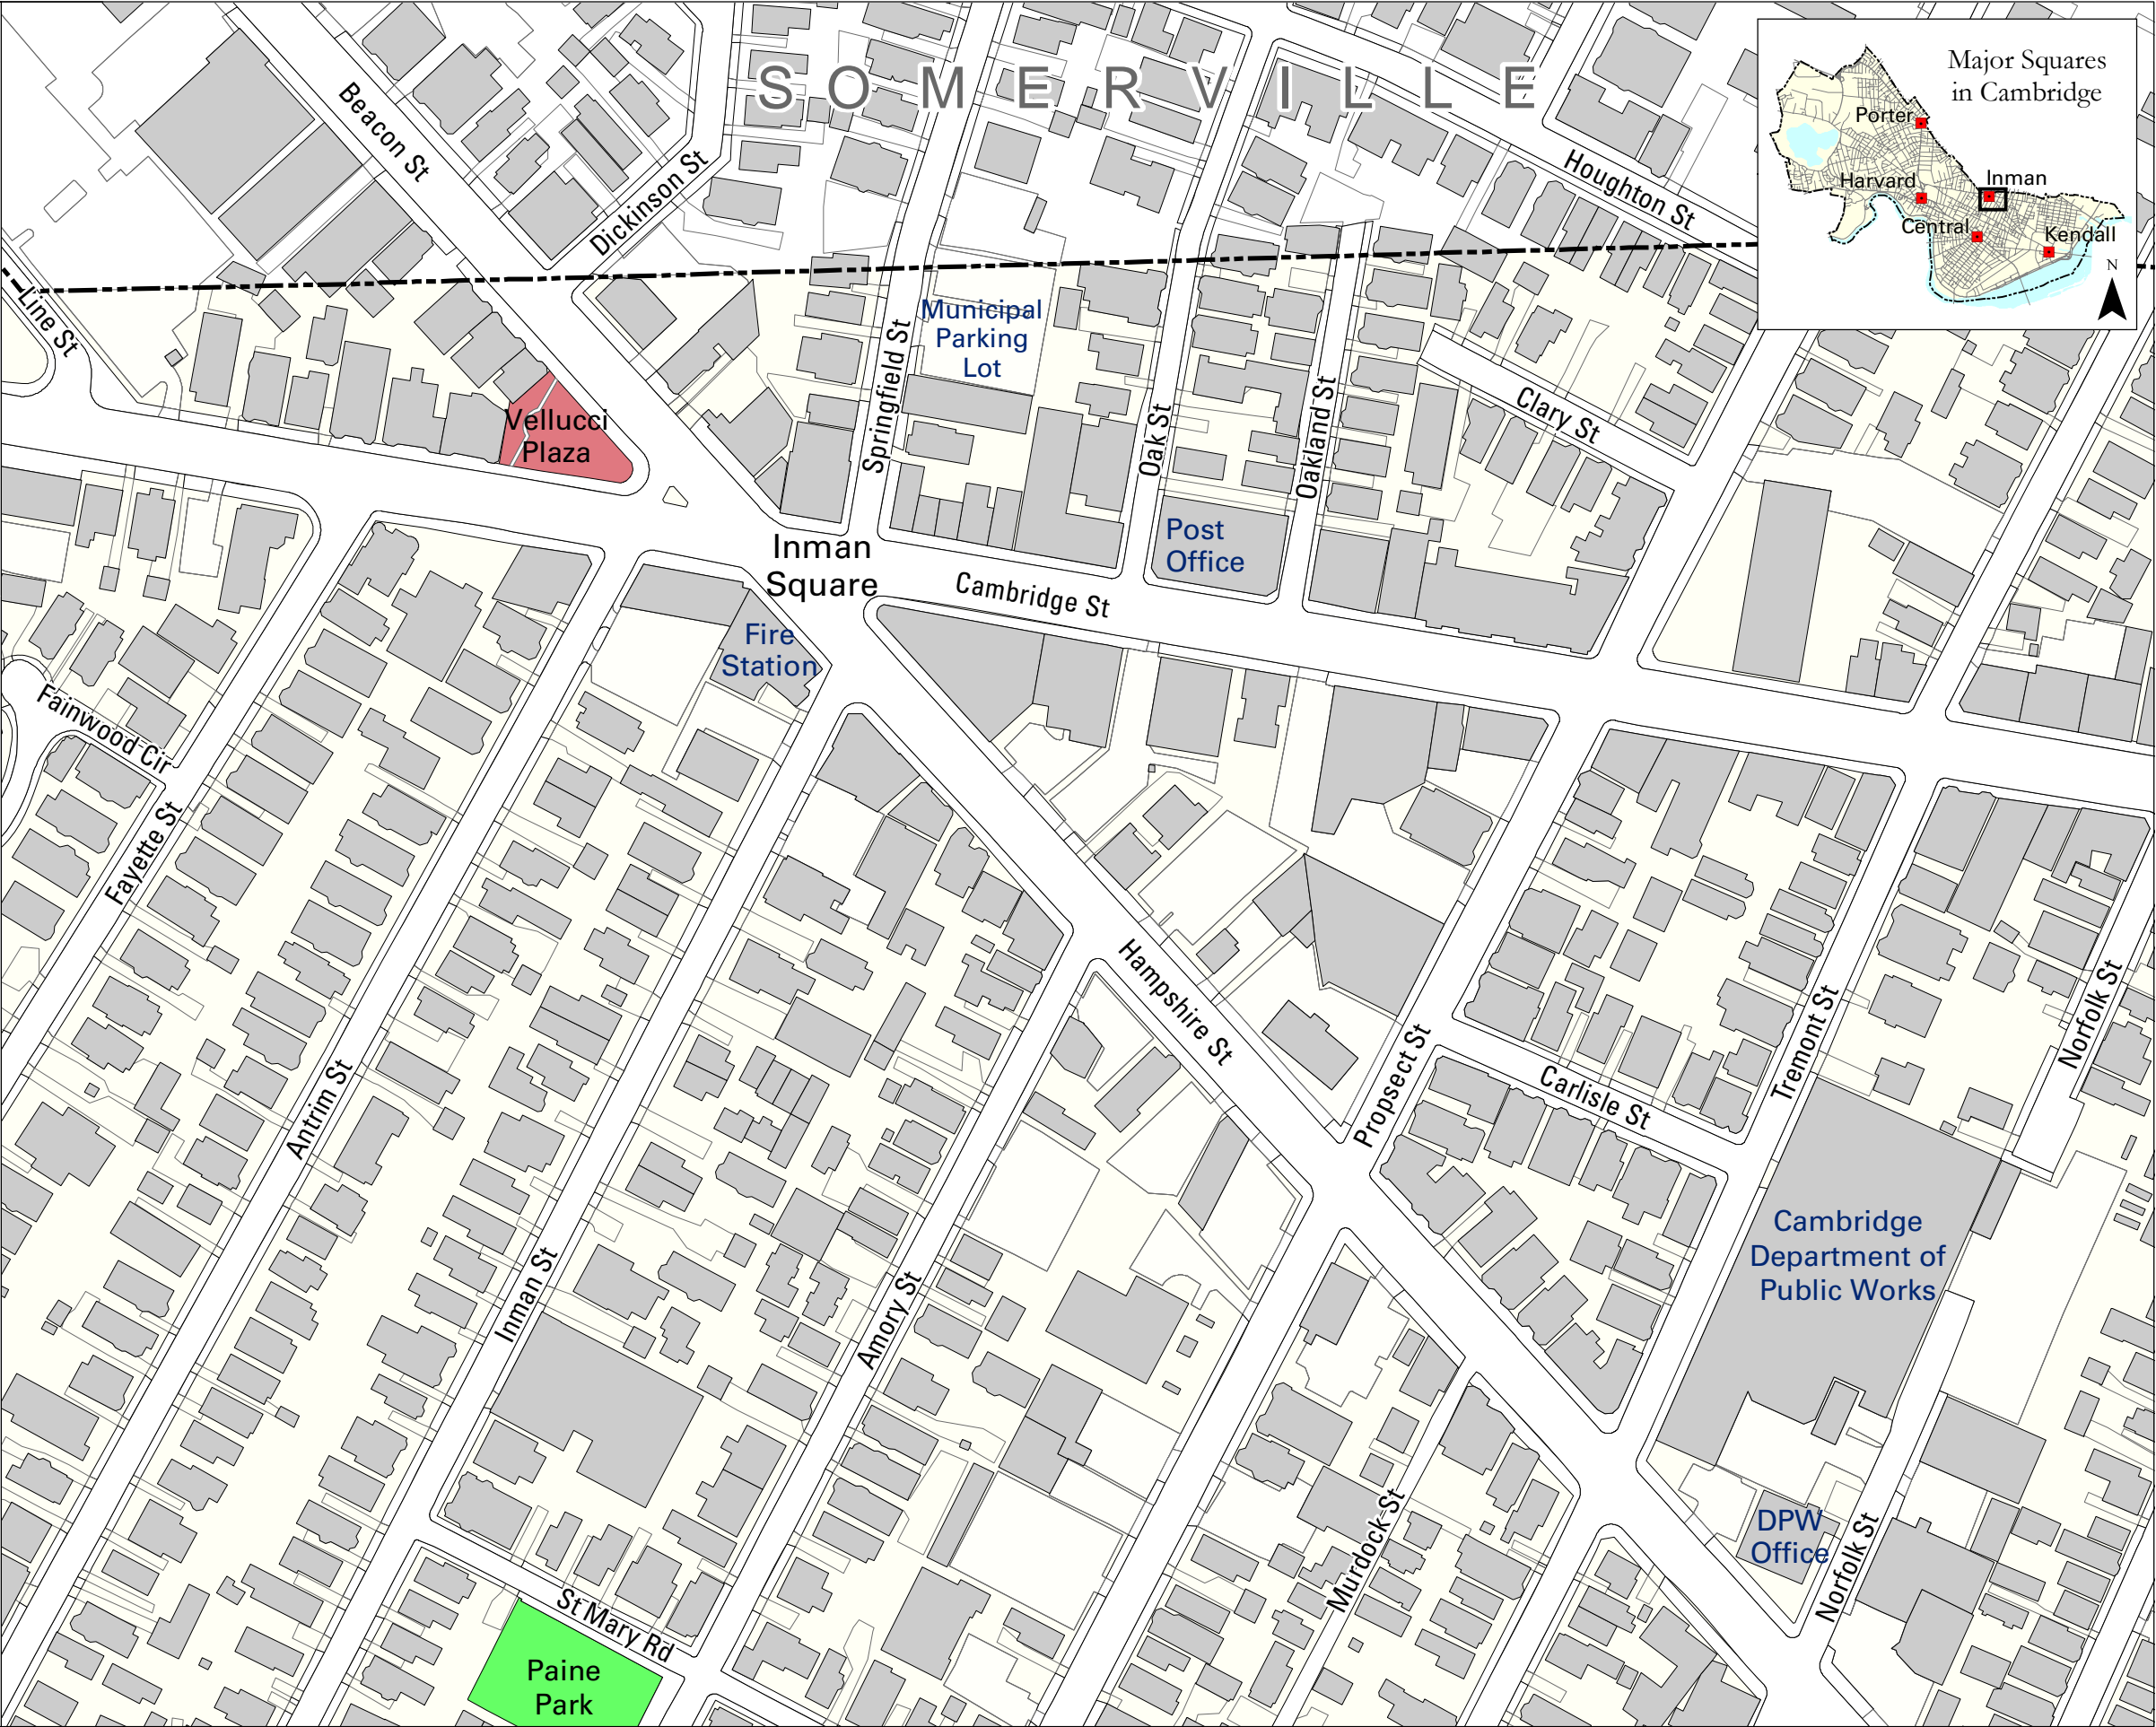 SOMERVILLE
Major Squares
in Cambridge
Porter
Harvard
Inman
Central
Kendall
N
Beacon St
Dickinson St
Houghton St
Line St
Municipal
Parking
Lot
Springfield St
Oak St
Oakland St
Clary St
Vellucci
Plaza
Inman
Square
Cambridge St
Post
Office
Fire
Station
Fainwood Cir
Fayette St
Hampshire St
Propsect St
Carlisle St
Tremont St
Norfolk St
Antrim St
Inman St
Amory St
Cambridge
Department of
Public Works
Murdock St
DPW
Office
Norfolk St
St Mary Rd
Paine
Park